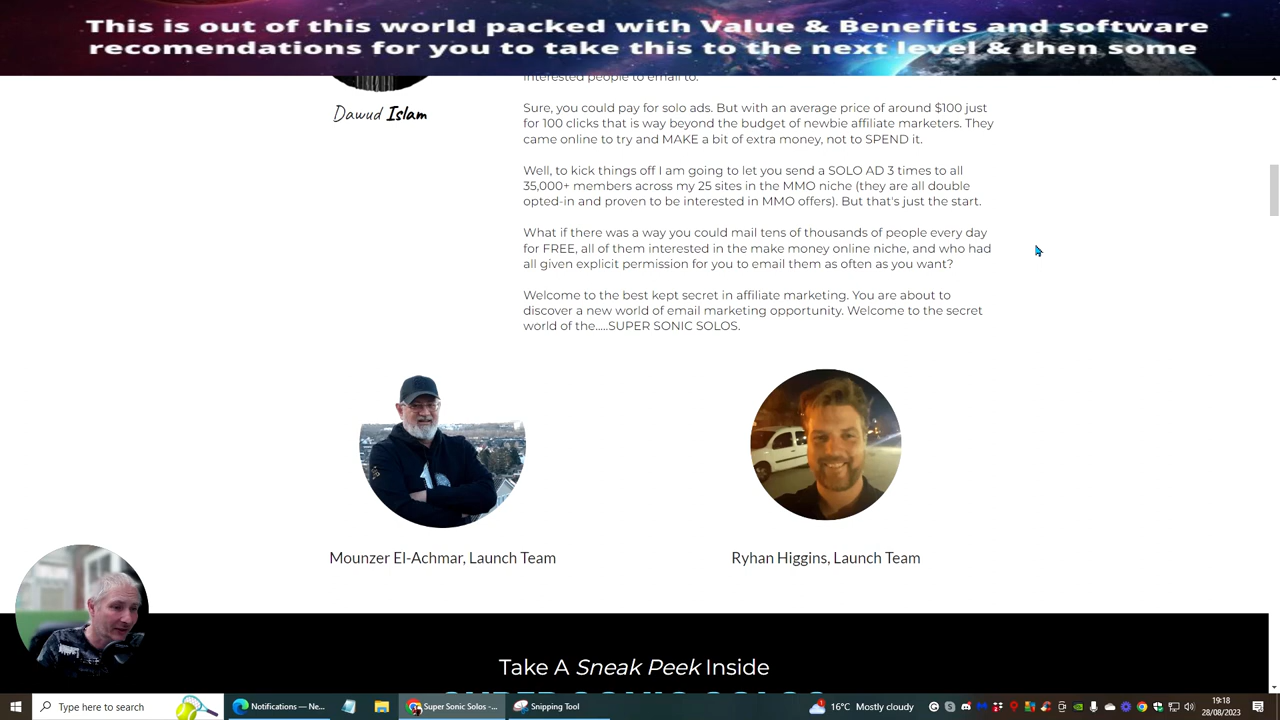 This is out of this world packed with Value & Benefits and software
recomendations for you to take this to the next level & then some
interested people to email to.
Dawud Islam
Sure, you could pay for solo ads. But with an average price of around $100 just
for 100 clicks that is way beyond the budget of newbie affiliate marketers. They
came online to try and MAKE a bit of extra money, not to SPEND it.
Well, to kick things off I am going to let you send a SOLO AD 3 times to all
35,000+ members across my 25 sites in the MMO niche (they are all double
opted-in and proven to be interested in MMO offers). But that's just the start.
What if there was a way you could mail tens of thousands of people every day
for FREE, all of them interested in the make money online niche, and who had
all given explicit permission for you to email them as often as you want?
Welcome to the best kept secret in affiliate marketing. You are about to
discover a new world of email marketing opportunity. Welcome to the secret
world of the.....SUPER SONIC SOLOS.
Mounzer El-Achmar, Launch Team
Ryhan Higgins, Launch Team
Take A Sneak Peek Inside
SUPER SONIC SOLOS
Type here to search
Notifications — Ne...
Super Sonic Solos -...
Snipping Tool
16°C Mostly cloudy
19:18
28/08/2023